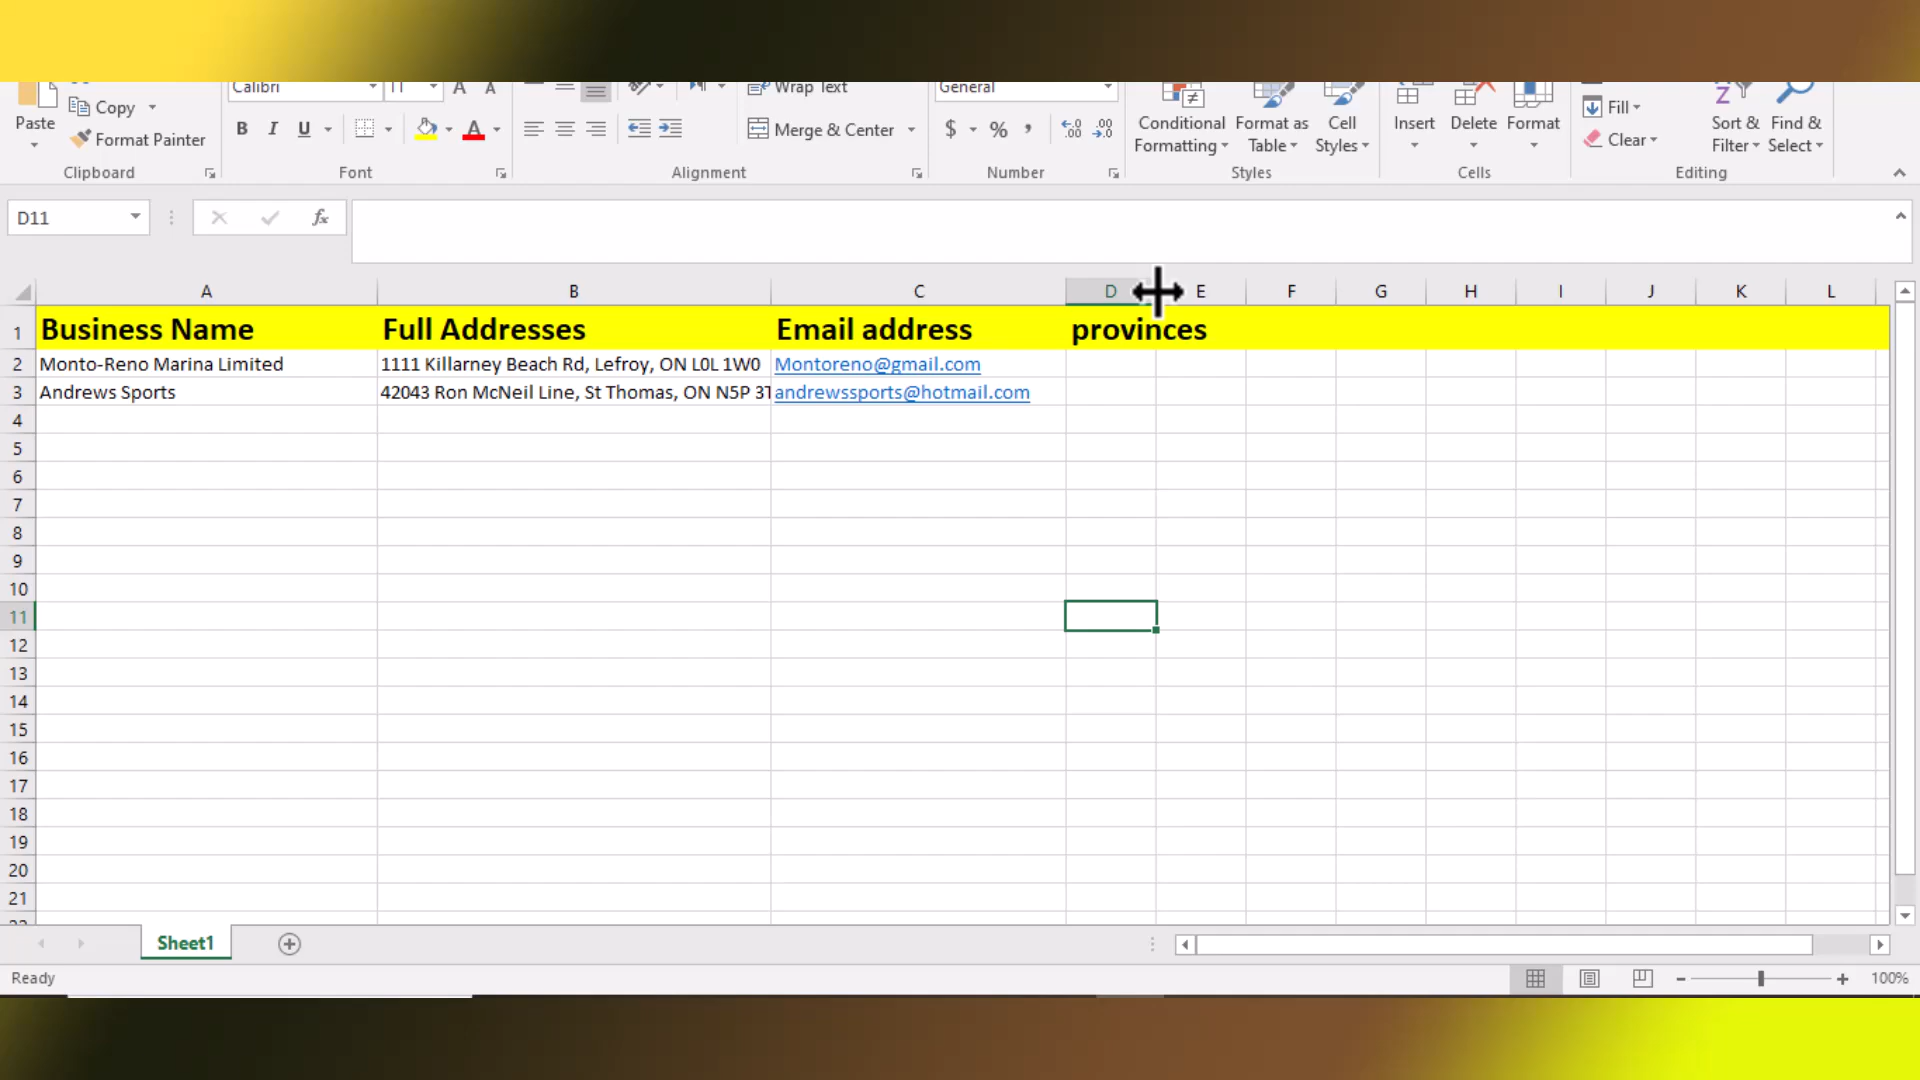 Calibri 11 A A Wrap Text General
Copy
Paste
Format Painter
B I U A Merge & Center $ % , .00 .00
Conditional Formatting
Format as Table
Cell Styles
Insert Delete Format
Fill
Clear
Sort & Filter
Find & Select
Clipboard Font Alignment Number Styles Cells Editing
D11 fx
A B C D E F G H I J K L
1 Business Name Full Addresses Email address provinces
2 Monto-Reno Marina Limited 1111 Killarney Beach Rd, Lefroy, ON L0L 1W0 Montoreno@gmail.com
3 Andrews Sports 42043 Ron McNeil Line, St Thomas, ON N5P 3T andrewssports@hotmail.com
4
5
6
7
8
9
10
11
12
13
14
15
16
17
18
19
20
21
Sheet1
Ready 100%